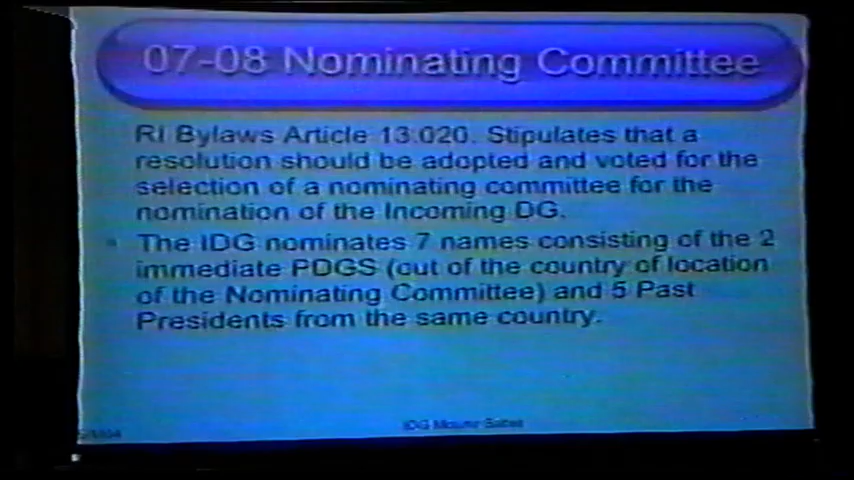 07-08 Nominating Committee
RI Bylaws Article 13.020. Stipulates that a
resolution should be adopted and voted for the
selection of a nominating committee for the
nomination of the Incoming DG.
The IDG nominates 7 names consisting of the 2
immediate PDGS (out of the country of location
of the Nominating Committee) and 5 Past
Presidents from the same country.
IDG